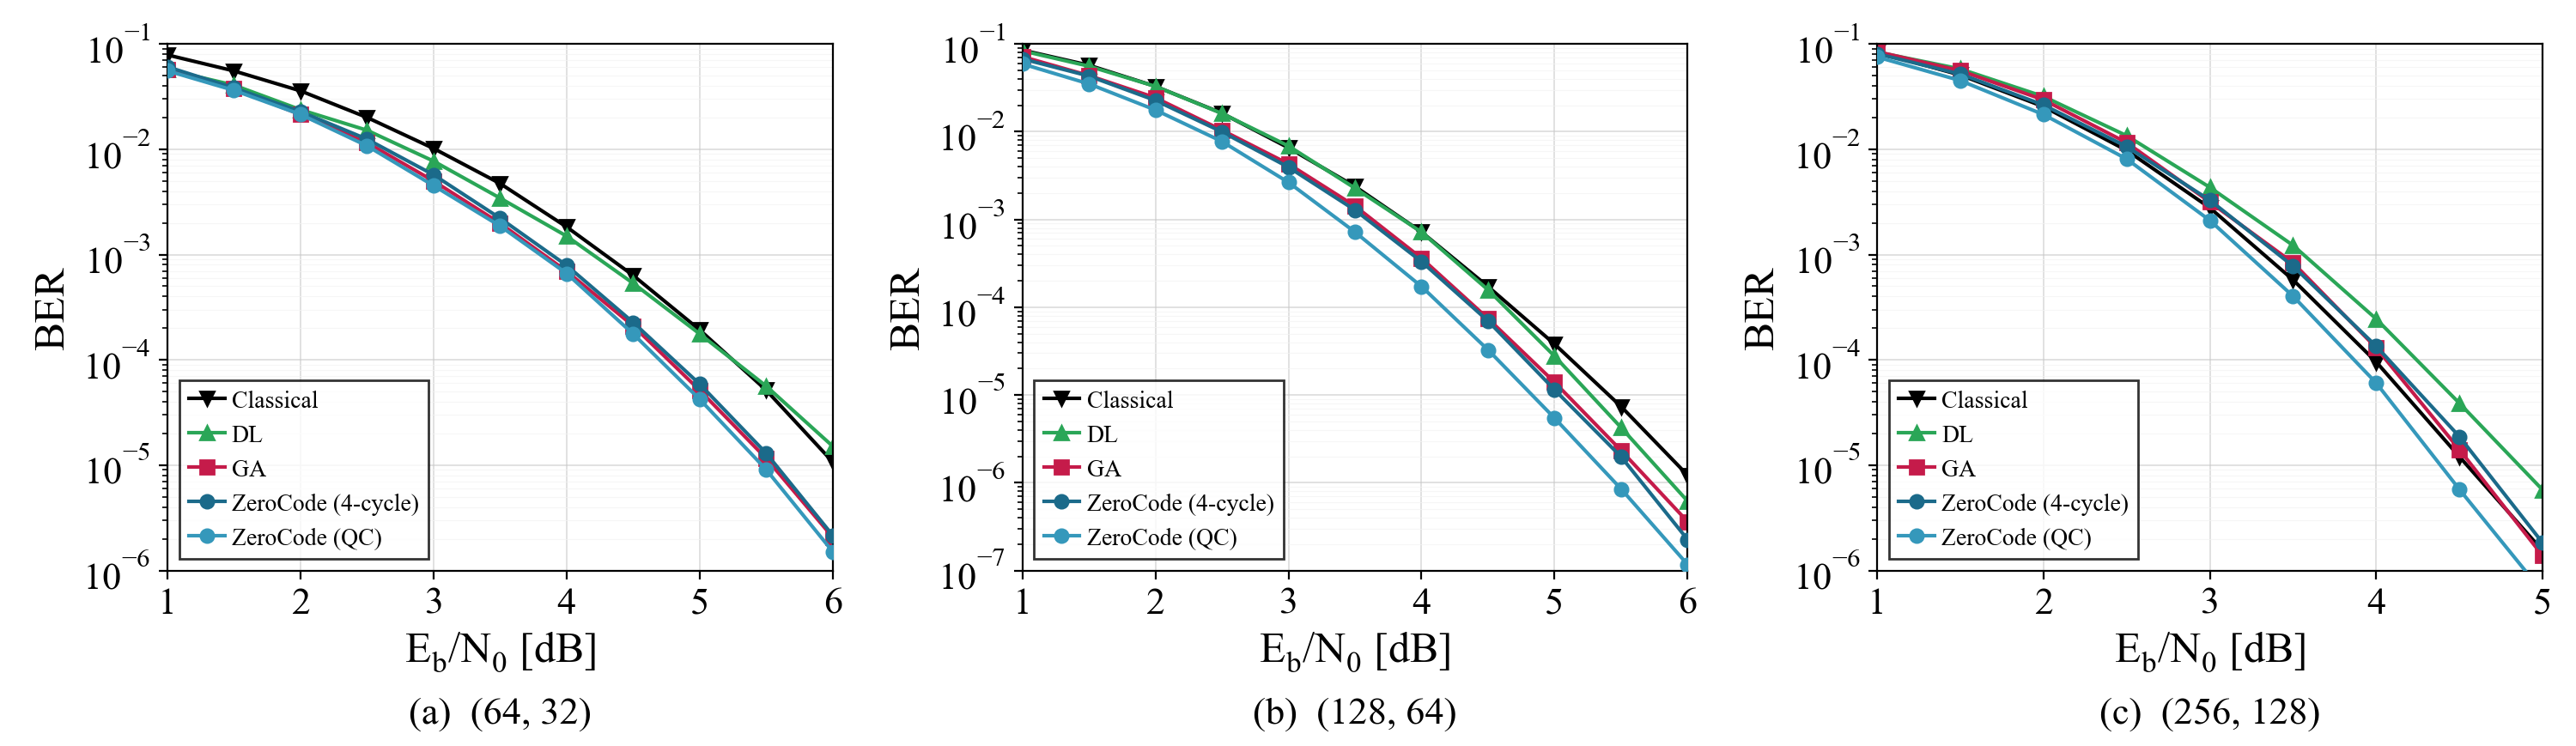 BER
10⁻¹
10⁻²
10⁻³
10⁻⁴
10⁻⁵
10⁻⁶
Classical
DL
GA
ZeroCode (4-cycle)
ZeroCode (QC)
1 2 3 4 5 6
E_b/N_0 [dB]
(a) (64, 32)
BER
10⁻¹
10⁻²
10⁻³
10⁻⁴
10⁻⁵
10⁻⁶
10⁻⁷
Classical
DL
GA
ZeroCode (4-cycle)
ZeroCode (QC)
1 2 3 4 5 6
E_b/N_0 [dB]
(b) (128, 64)
BER
10⁻¹
10⁻²
10⁻³
10⁻⁴
10⁻⁵
10⁻⁶
Classical
DL
GA
ZeroCode (4-cycle)
ZeroCode (QC)
1 2 3 4 5
E_b/N_0 [dB]
(c) (256, 128)